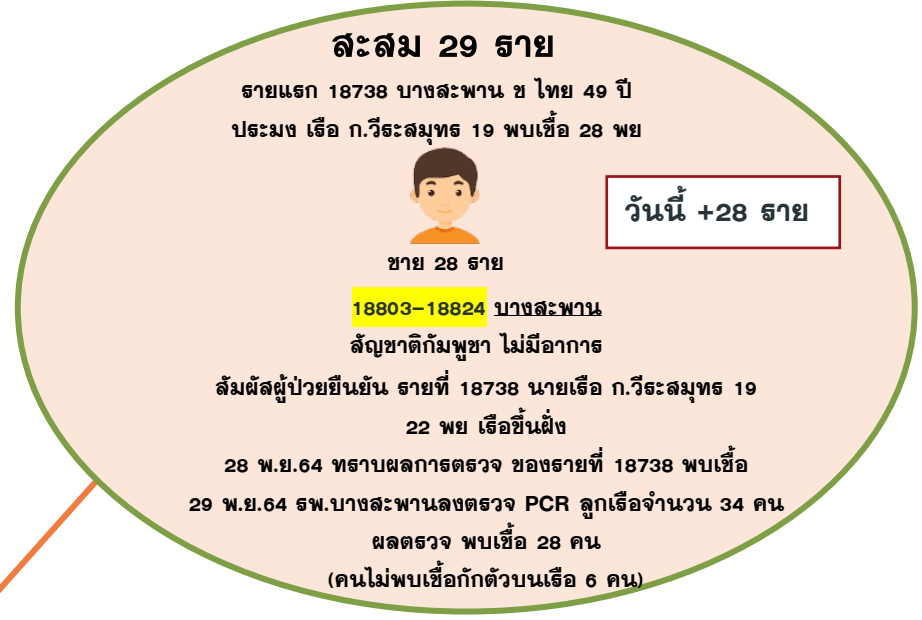 สะสม 29 ราย
รายแรก 18738 บางสะพาน ช ไทย 49 ปี
ประมง เรือ ก.วีระสมุทร 19 พบเชื้อ 28 พย
วันนี้ +28 ราย
ชาย 28 ราย
18803-18824 บางสะพาน
สัญชาติกัมพูชา ไม่มีอาการ
สัมผัสผู้ป่วยยืนยัน รายที่ 18738 นายเรือ ก.วีระสมุทร 19
22 พย เรือขึ้นฝั่ง
28 พ.ย.64 ทราบผลการตรวจ ของรายที่ 18738 พบเชื้อ
29 พ.ย.64 รพ.บางสะพานลงตรวจ PCR ลูกเรือจำนวน 34 คน
ผลตรวจ พบเชื้อ 28 คน
(คนไม่พบเชื้อกักตัวบนเรือ 6 คน)